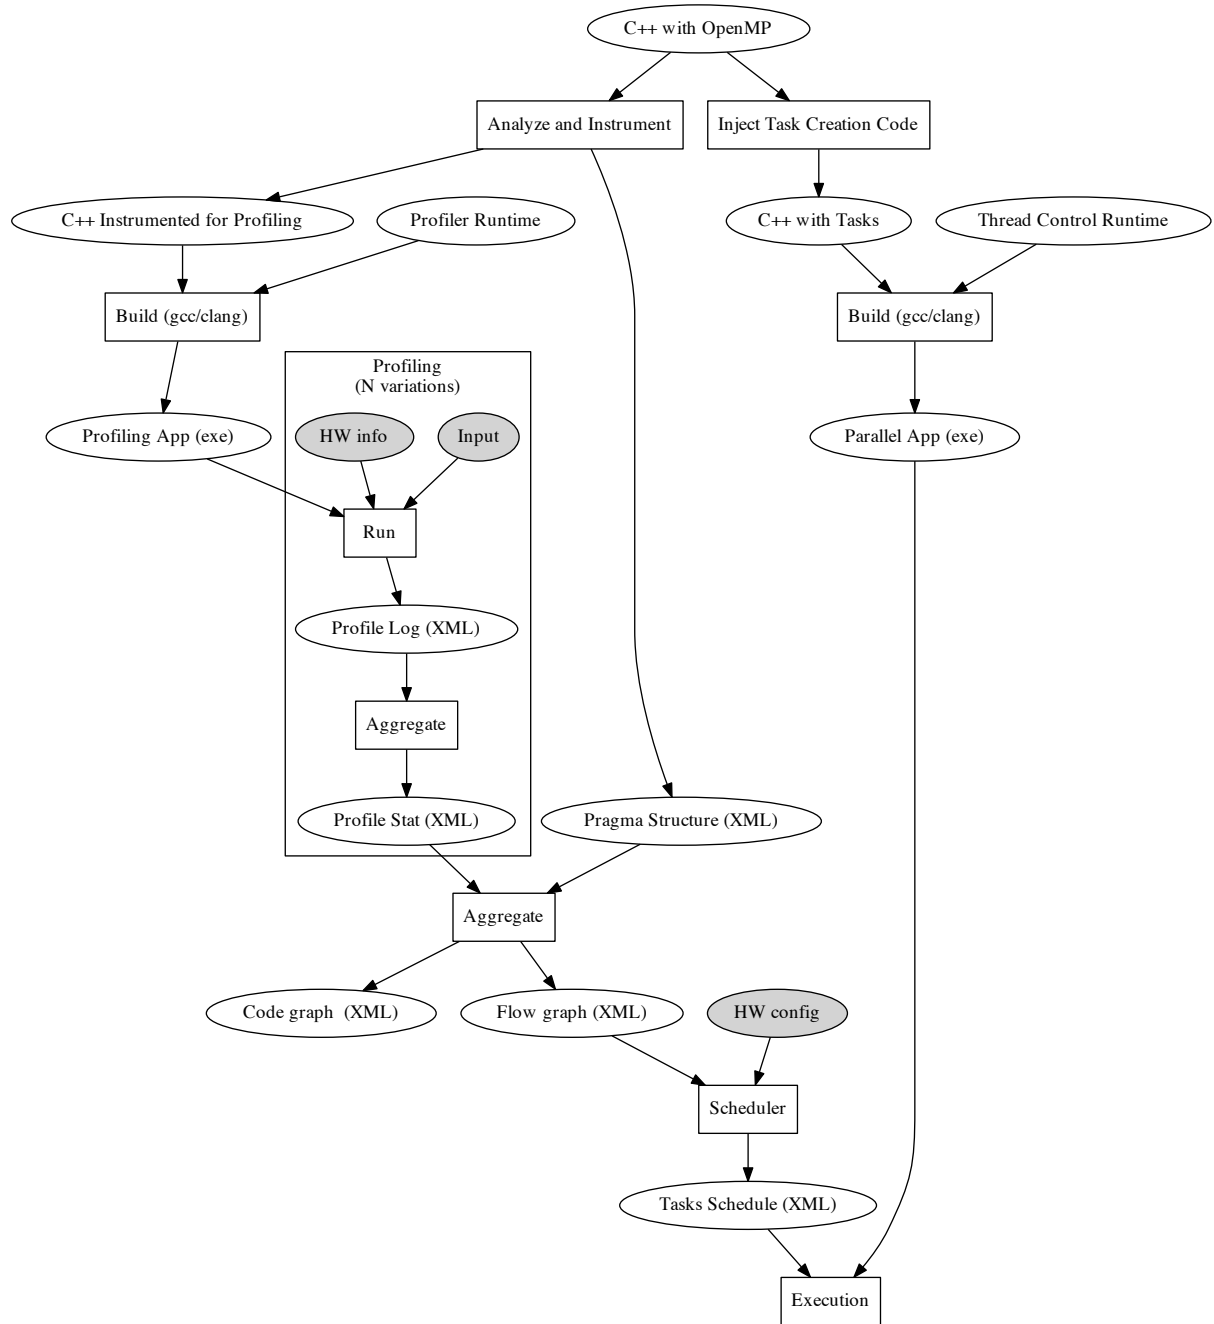 C++ with OpenMP
Analyze and Instrument
Inject Task Creation Code
C++ Instrumented for Profiling
Profiler Runtime
C++ with Tasks
Thread Control Runtime
Build (gcc/clang)
Build (gcc/clang)
Profiling
(N variations)
Profiling App (exe)
HW info
Input
Parallel App (exe)
Run
Profile Log (XML)
Aggregate
Profile Stat (XML)
Pragma Structure (XML)
Aggregate
Code graph  (XML)
Flow graph (XML)
HW config
Scheduler
Tasks Schedule (XML)
Execution